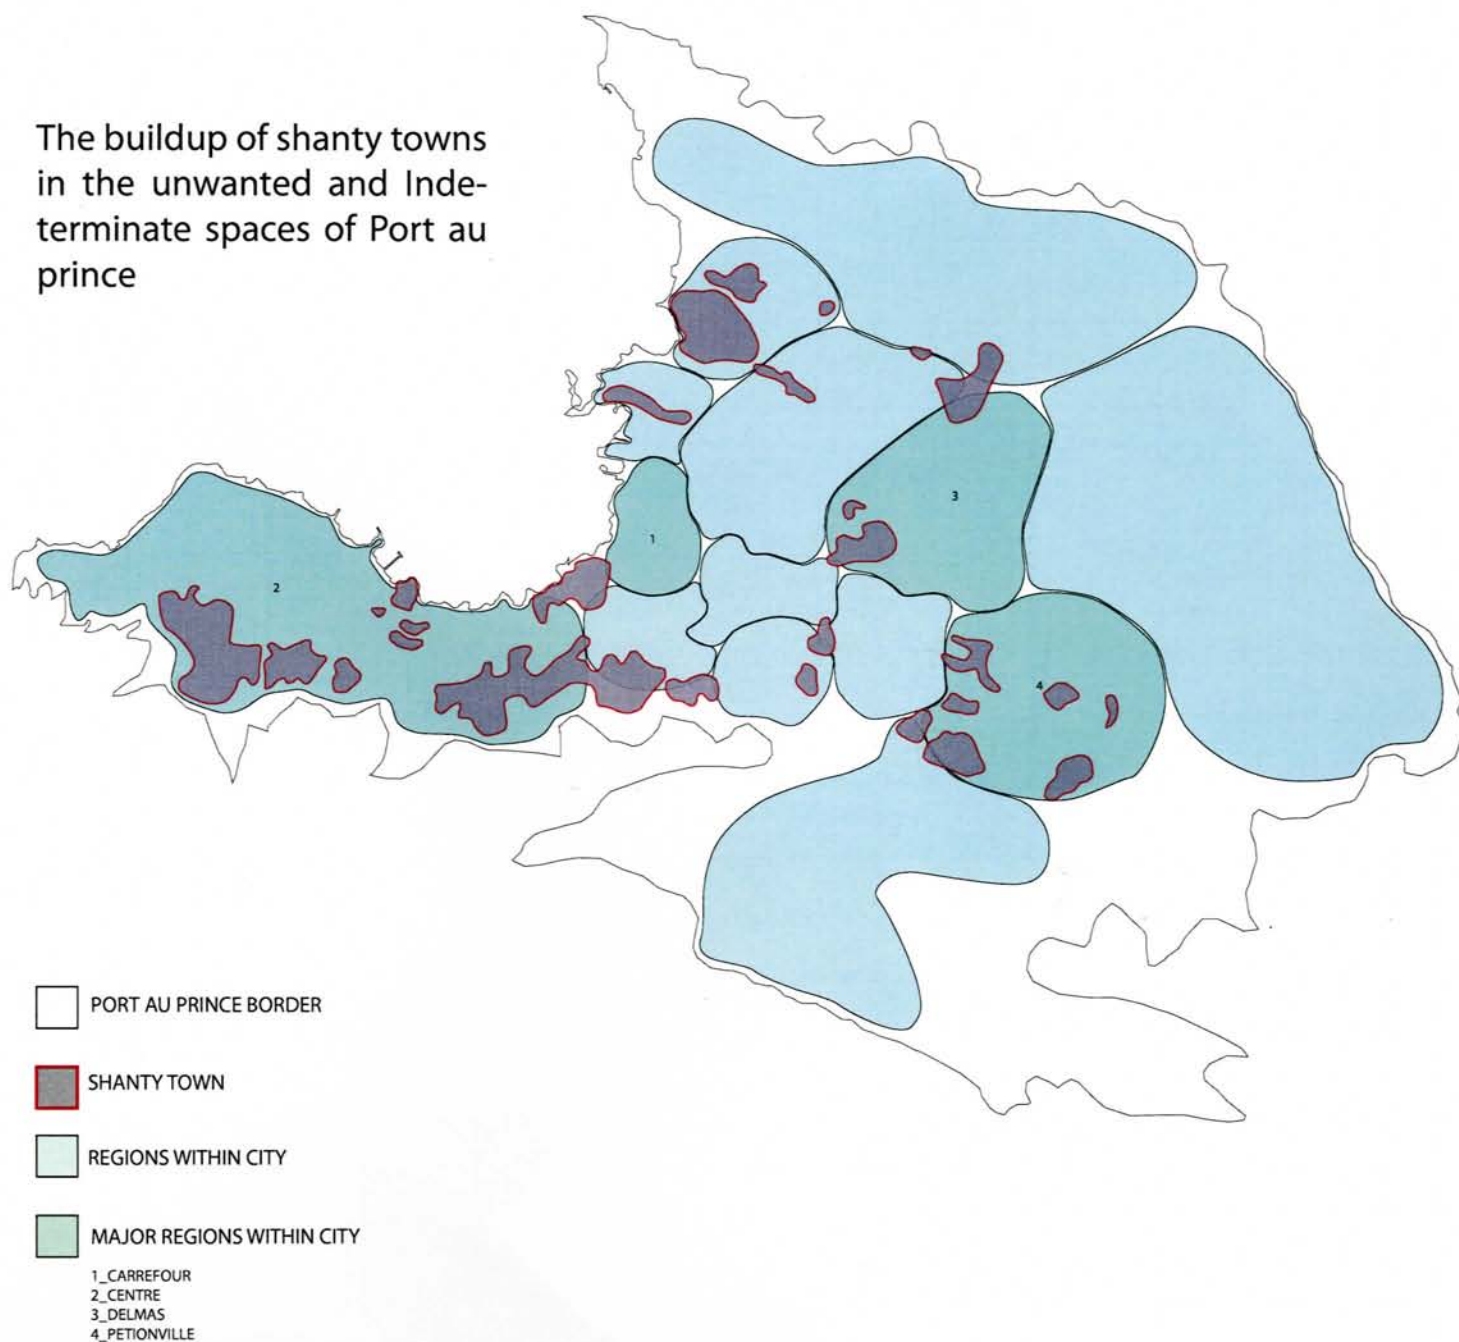 The buildup of shanty towns
in the unwanted and Inde-
terminate spaces of Port au
prince
3
1
2
4
PORT AU PRINCE BORDER
SHANTY TOWN
REGIONS WITHIN CITY
MAJOR REGIONS WITHIN CITY
1_CARREFOUR
2_CENTRE
3_DELMAS
4_PETIONVILLE